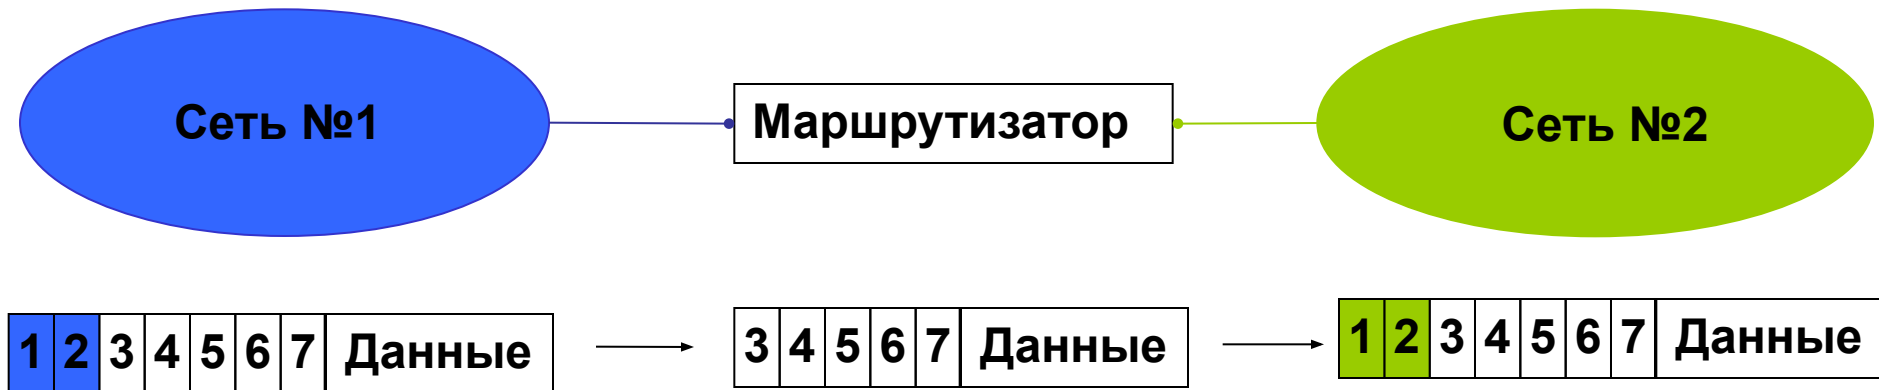 Сеть №1
Маршрутизатор
Сеть №2
1 2 3 4 5 6 7 Данные
3 4 5 6 7 Данные
1 2 3 4 5 6 7 Данные